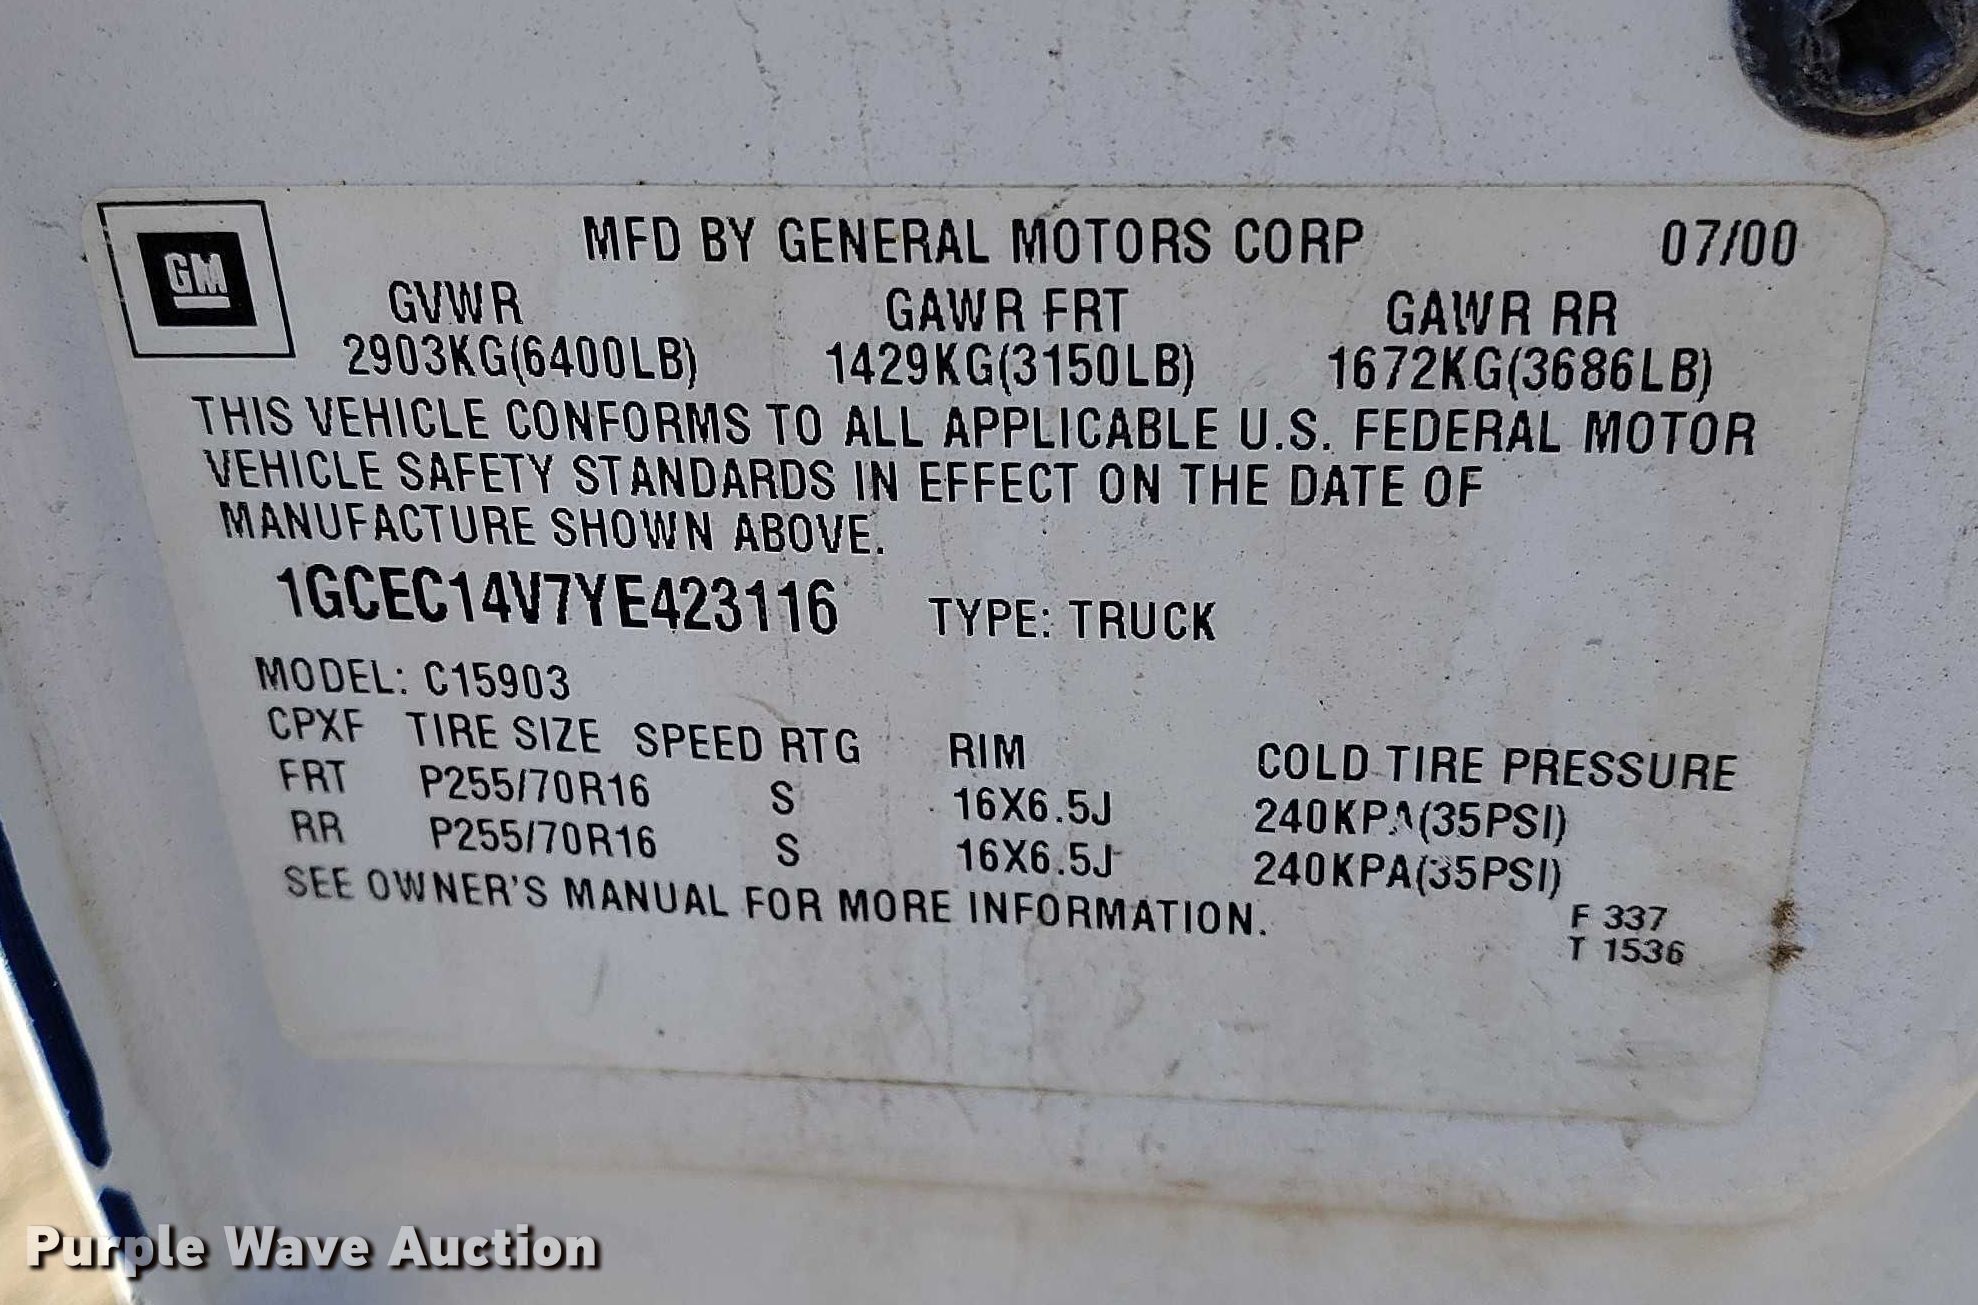 GM
MFD BY GENERAL MOTORS CORP 07/00
GVWR GAWR FRT GAWR RR
2903KG(6400LB) 1429KG(3150LB) 1672KG(3686LB)
THIS VEHICLE CONFORMS TO ALL APPLICABLE U.S. FEDERAL MOTOR
VEHICLE SAFETY STANDARDS IN EFFECT ON THE DATE OF
MANUFACTURE SHOWN ABOVE.
1GCEC14V7YE423116 TYPE: TRUCK
MODEL: C15903
CPXF TIRE SIZE SPEED RTG RIM COLD TIRE PRESSURE
FRT P255/70R16 S 16X6.5J 240KPA(35PSI)
RR P255/70R16 S 16X6.5J 240KPA(35PSI)
SEE OWNER'S MANUAL FOR MORE INFORMATION.
F 337
T 1536
Purple Wave Auction